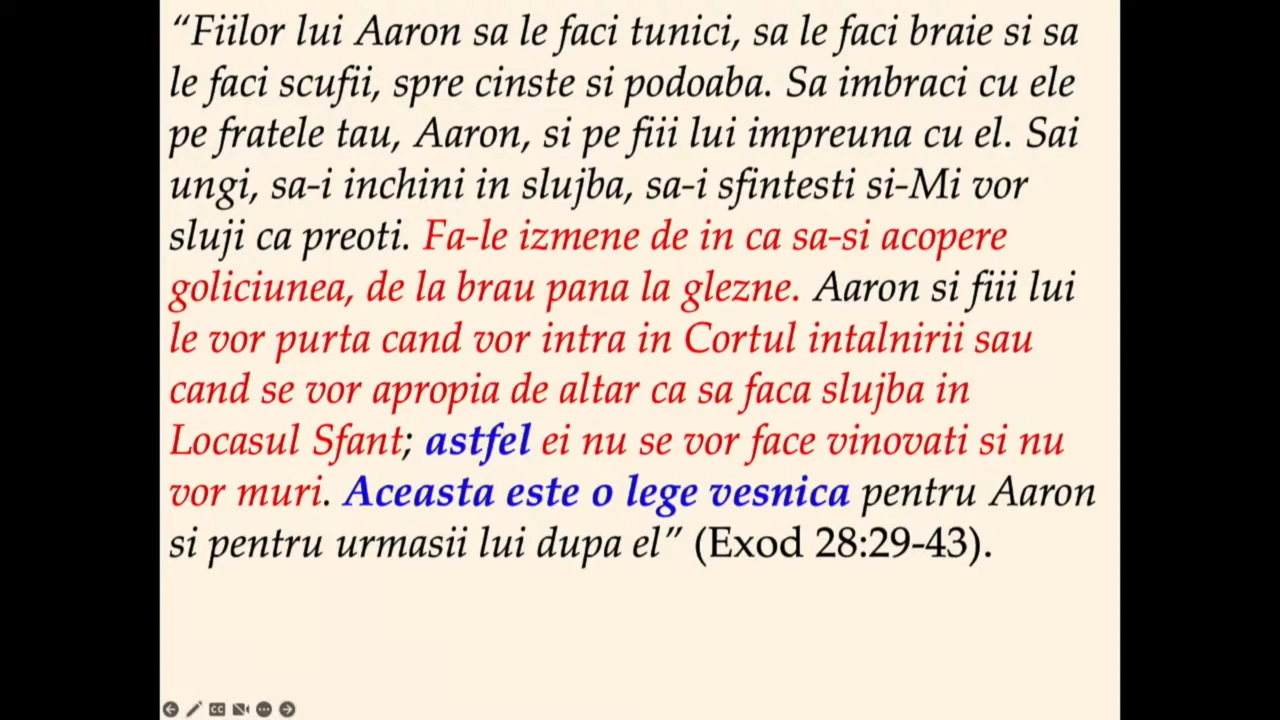 “Fiilor lui Aaron sa le faci tunici, sa le faci braie si sa
le faci scufii, spre cinste si podoaba. Sa imbraci cu ele
pe fratele tau, Aaron, si pe fiii lui impreuna cu el. Sai
ungi, sa-i inchini in slujba, sa-i sfintesti si-Mi vor
sluji ca preoti. Fa-le izmene de in ca sa-si acopere
goliciunea, de la brau pana la glezne. Aaron si fiii lui
le vor purta cand vor intra in Cortul intalnirii sau
cand se vor apropia de altar ca sa faca slujba in
Locasul Sfant; astfel ei nu se vor face vinovati si nu
vor muri. Aceasta este o lege vesnica pentru Aaron
si pentru urmasii lui dupa el” (Exod 28:29-43).